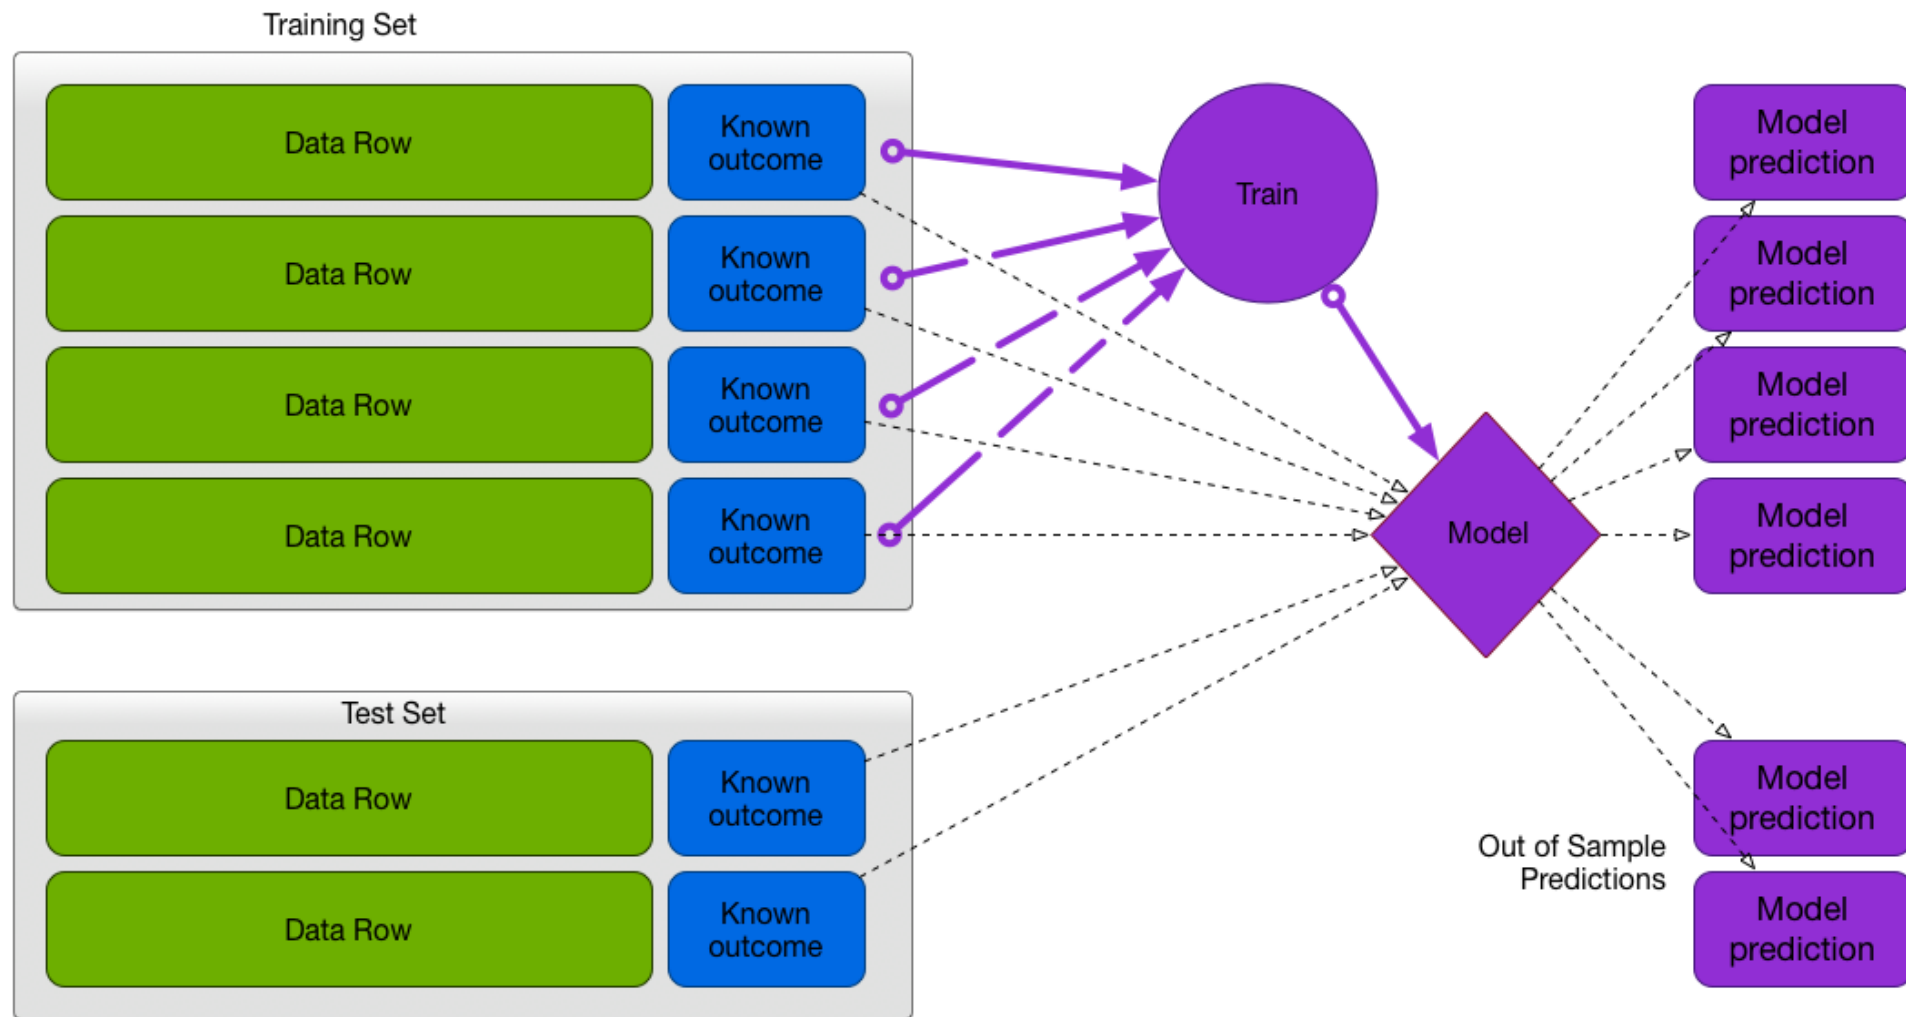 Training Set
Data Row
Known
outcome
Data Row
Known
outcome
Data Row
Known
outcome
Data Row
Known
outcome
Train
Model
Model
prediction
Model
prediction
Model
prediction
Model
prediction
Test Set
Data Row
Known
outcome
Data Row
Known
outcome
Out of Sample
Predictions
Model
prediction
Model
prediction